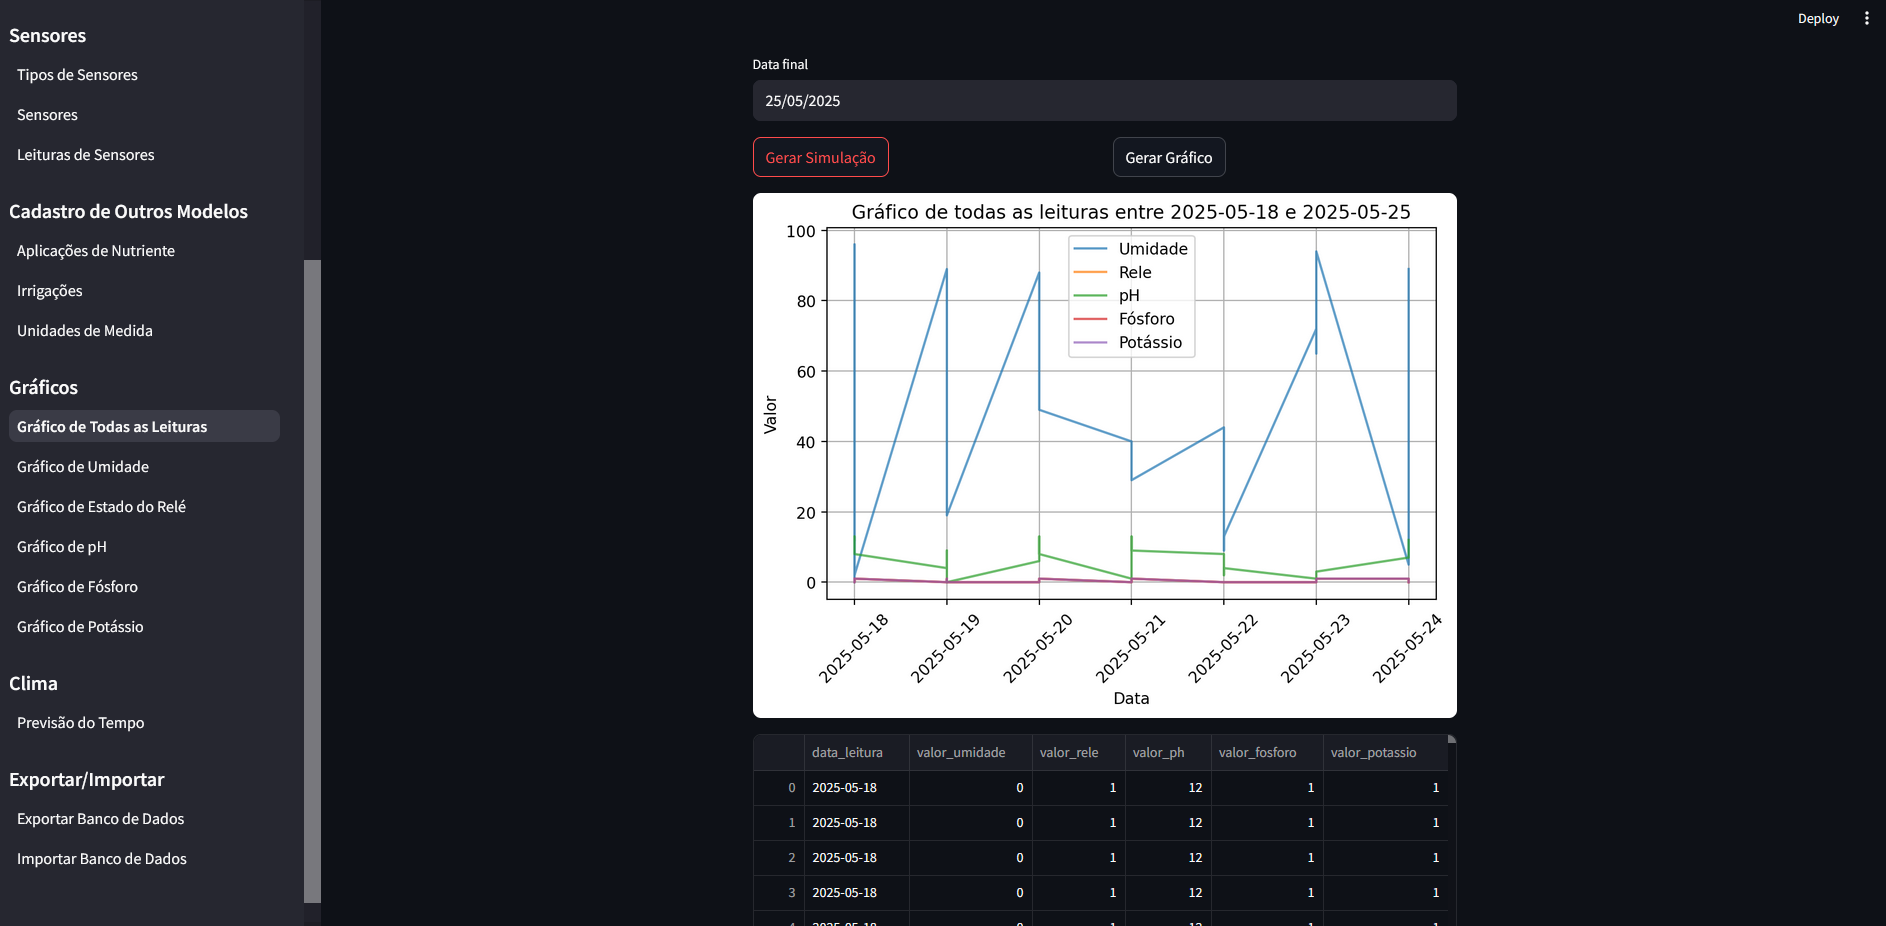 Sensores
Tipos de Sensores
Sensores
Leituras de Sensores
Cadastro de Outros Modelos
Aplicações de Nutriente
Irrigações
Unidades de Medida
Gráficos
Gráfico de Todas as Leituras
Gráfico de Umidade
Gráfico de Estado do Relé
Gráfico de pH
Gráfico de Fósforo
Gráfico de Potássio
Clima
Previsão do Tempo
Exportar/Importar
Exportar Banco de Dados
Importar Banco de Dados
Deploy
Data final
25/05/2025
Gerar Simulação
Gerar Gráfico
Gráfico de todas as leituras entre 2025-05-18 e 2025-05-25
Umidade
Rele
pH
Fósforo
Potássio
Valor
100
80
60
40
20
0
2025-05-18 2025-05-19 2025-05-20 2025-05-21 2025-05-22 2025-05-23 2025-05-24
Data
data_leitura valor_umidade valor_rele valor_ph valor_fosforo valor_potassio
0 2025-05-18 0 1 12 1 1
1 2025-05-18 0 1 12 1 1
2 2025-05-18 0 1 12 1 1
3 2025-05-18 0 1 12 1 1